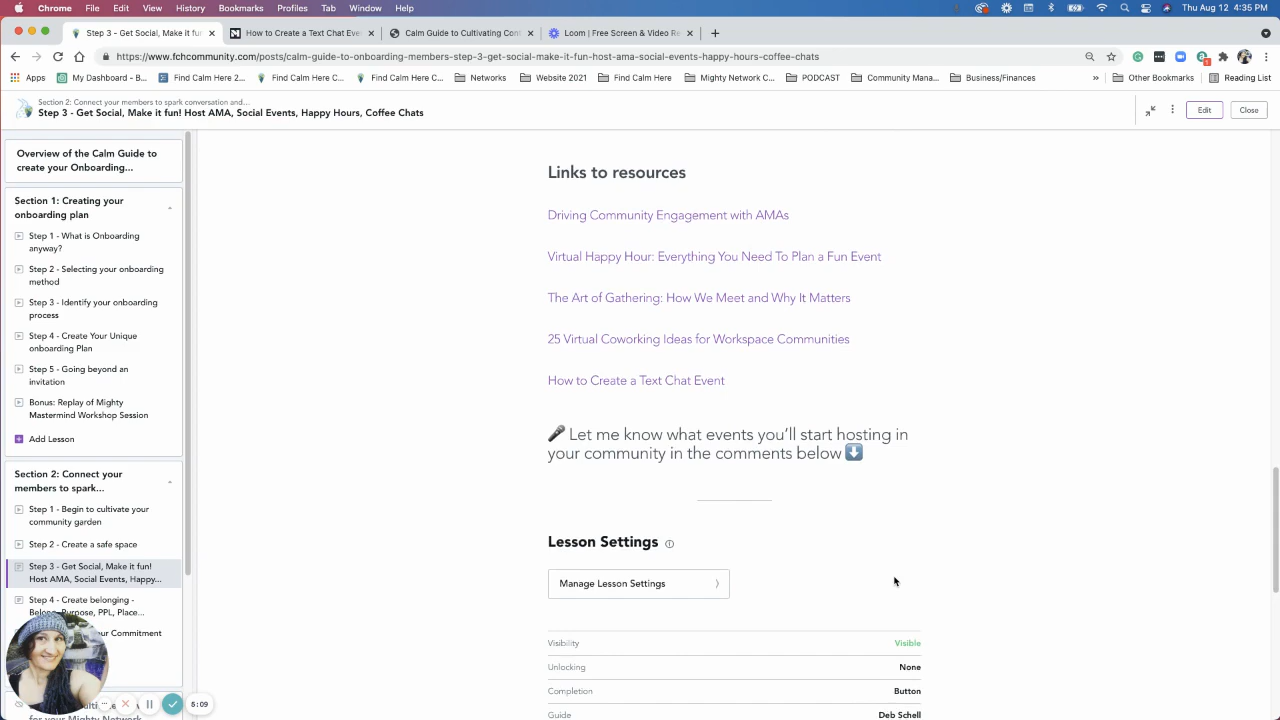 Chrome File Edit View History Bookmarks Profiles Tab Window Help
Thu Aug 12 4:35 PM
Step 3 - Get Social, Make it fun!
How to Create a Text Chat Eve
Calm Guide to Cultivating Con
Loom | Free Screen & Video Re
https://www.fchcommunity.com/posts/calm-guide-to-onboarding-members-step-3-get-social-make-it-fun-host-ama-social-events-happy-hours-coffee-chats
Apps My Dashboard - B... Find Calm Here 2... Find Calm Here C... Find Calm Here C... Networks Website 2021 Find Calm Here Mighty Network C... PODCAST Community Mana... Business/Finances » Other Bookmarks Reading List
Section 2: Connect your members to spark conversation and...
Step 3 - Get Social, Make it fun! Host AMA, Social Events, Happy Hours, Coffee Chats
Edit
Close
Overview of the Calm Guide to
create your Onboarding...
Section 1: Creating your
onboarding plan
Step 1 - What is Onboarding
anyway?
Step 2 - Selecting your onboarding
method
Step 3 - Identify your onboarding
process
Step 4 - Create Your Unique
onboarding Plan
Step 5 - Going beyond an
invitation
Bonus: Replay of Mighty
Mastermind Workshop Session
Add Lesson
Section 2: Connect your
members to spark...
Step 1 - Begin to cultivate your
community garden
Step 2 - Create a safe space
Step 3 - Get Social, Make it fun!
Host AMA, Social Events, Happy...
Step 4 - Create belonging -
Belong, Purpose, PPL, Place...
our Commitment
5:09
for your Mighty Network
Links to resources
Driving Community Engagement with AMAs
Virtual Happy Hour: Everything You Need To Plan a Fun Event
The Art of Gathering: How We Meet and Why It Matters
25 Virtual Coworking Ideas for Workspace Communities
How to Create a Text Chat Event
🎤 Let me know what events you'll start hosting in
your community in the comments below ⬇️
Lesson Settings
Manage Lesson Settings
Visibility Visible
Unlocking None
Completion Button
Guide Deb Schell